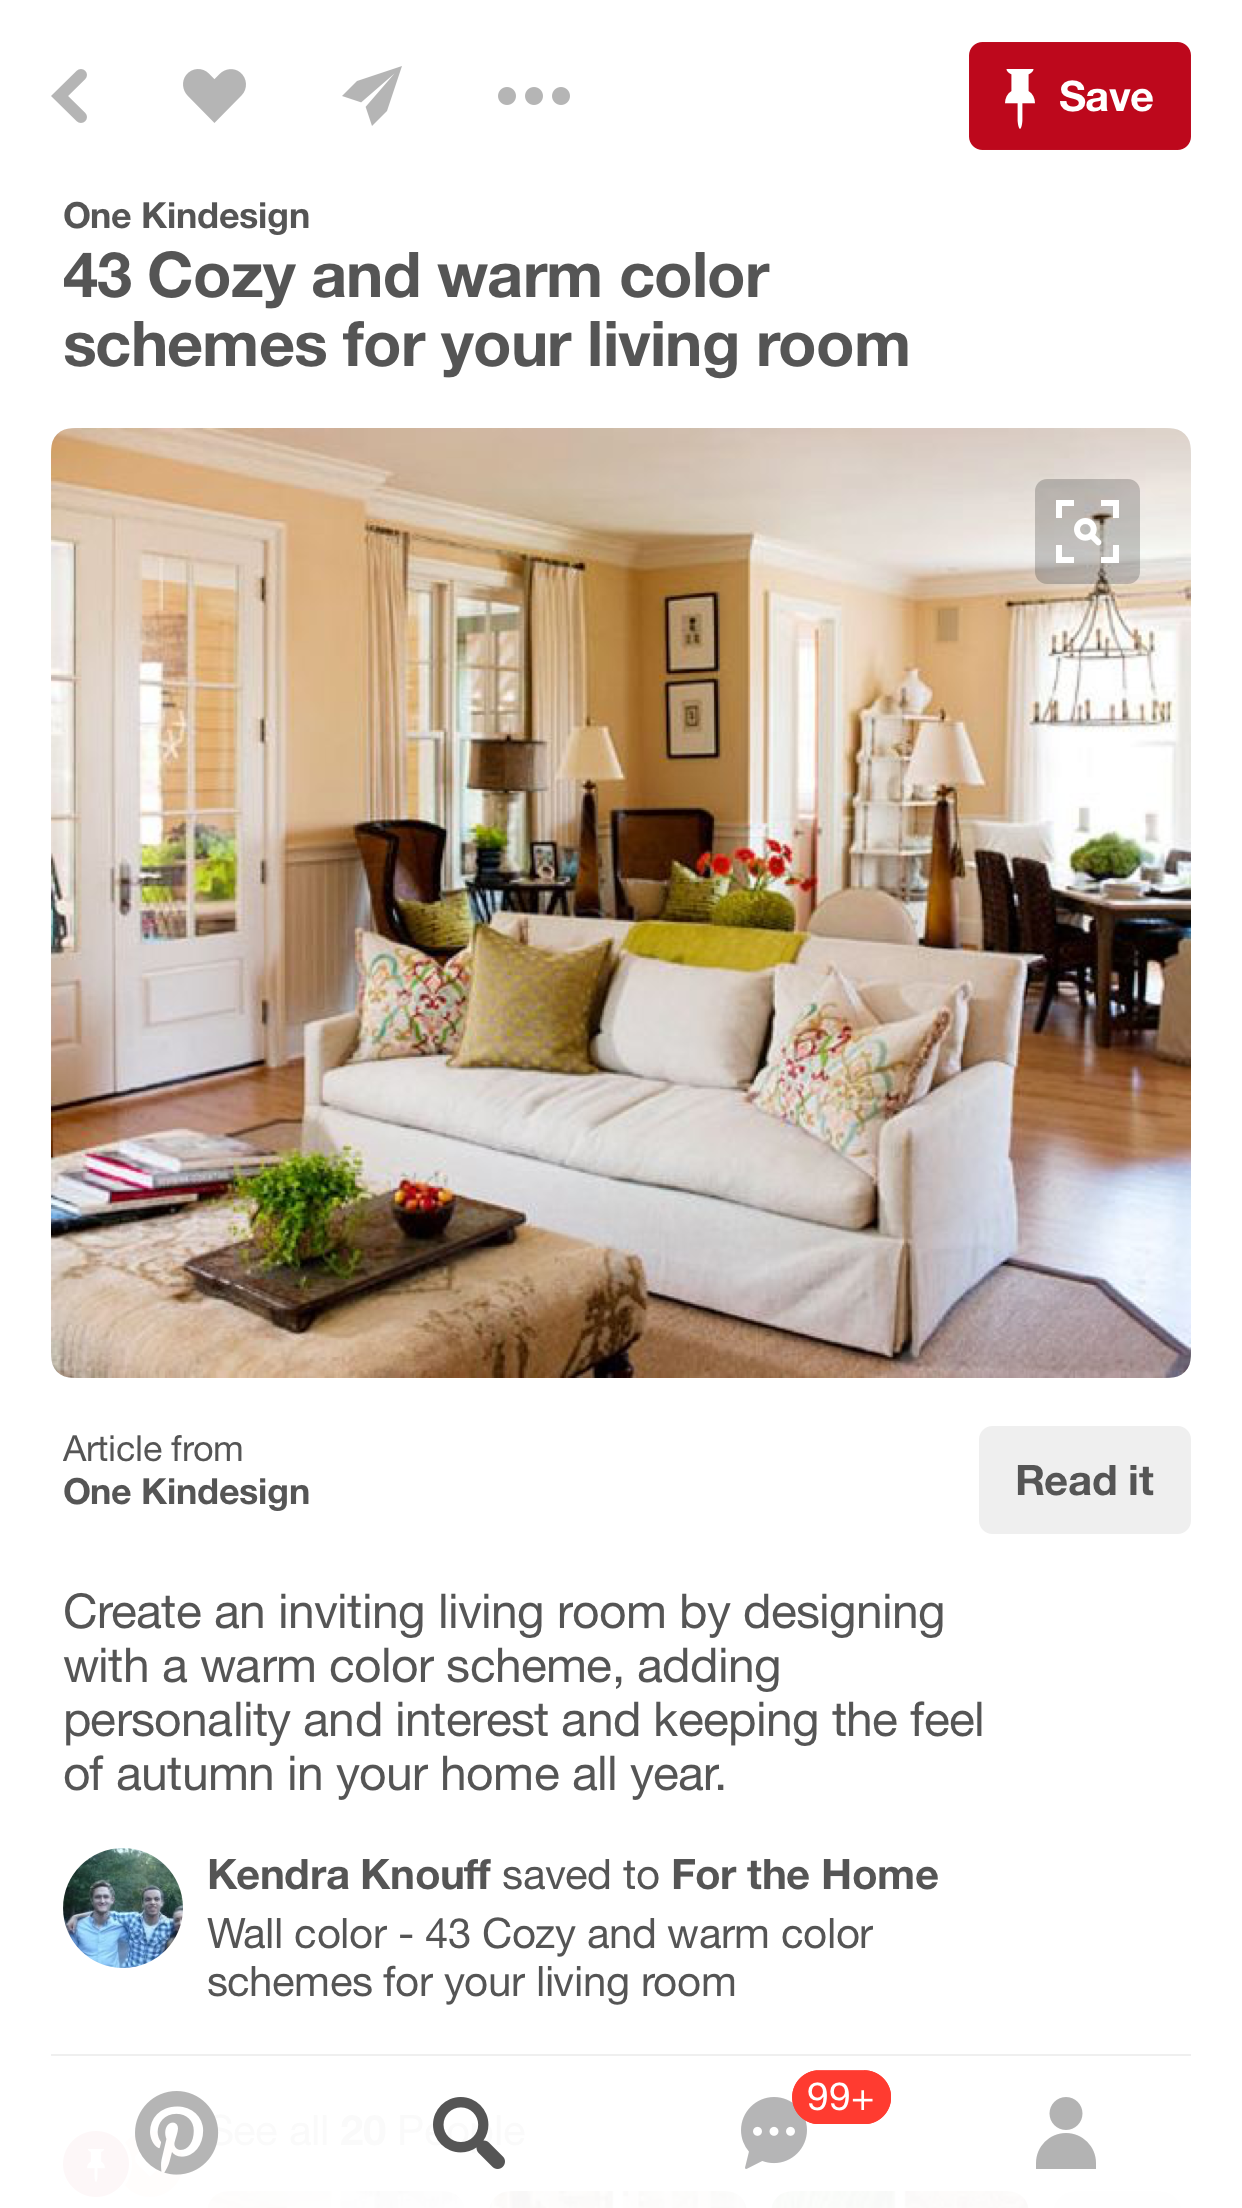 Save
One Kindesign
43 Cozy and warm color
schemes for your living room
Article from
One Kindesign
Read it
Create an inviting living room by designing
with a warm color scheme, adding
personality and interest and keeping the feel
of autumn in your home all year.
Kendra Knouff saved to For the Home
Wall color - 43 Cozy and warm color
schemes for your living room
99+
See all 20 People